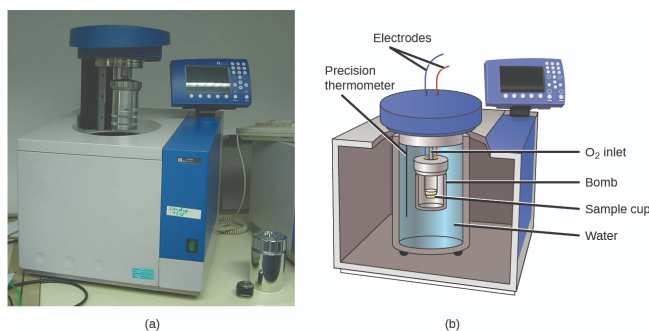 Electrodes
Precision
thermometer
O₂ inlet
Bomb
Sample cup
Water
(a)
(b)